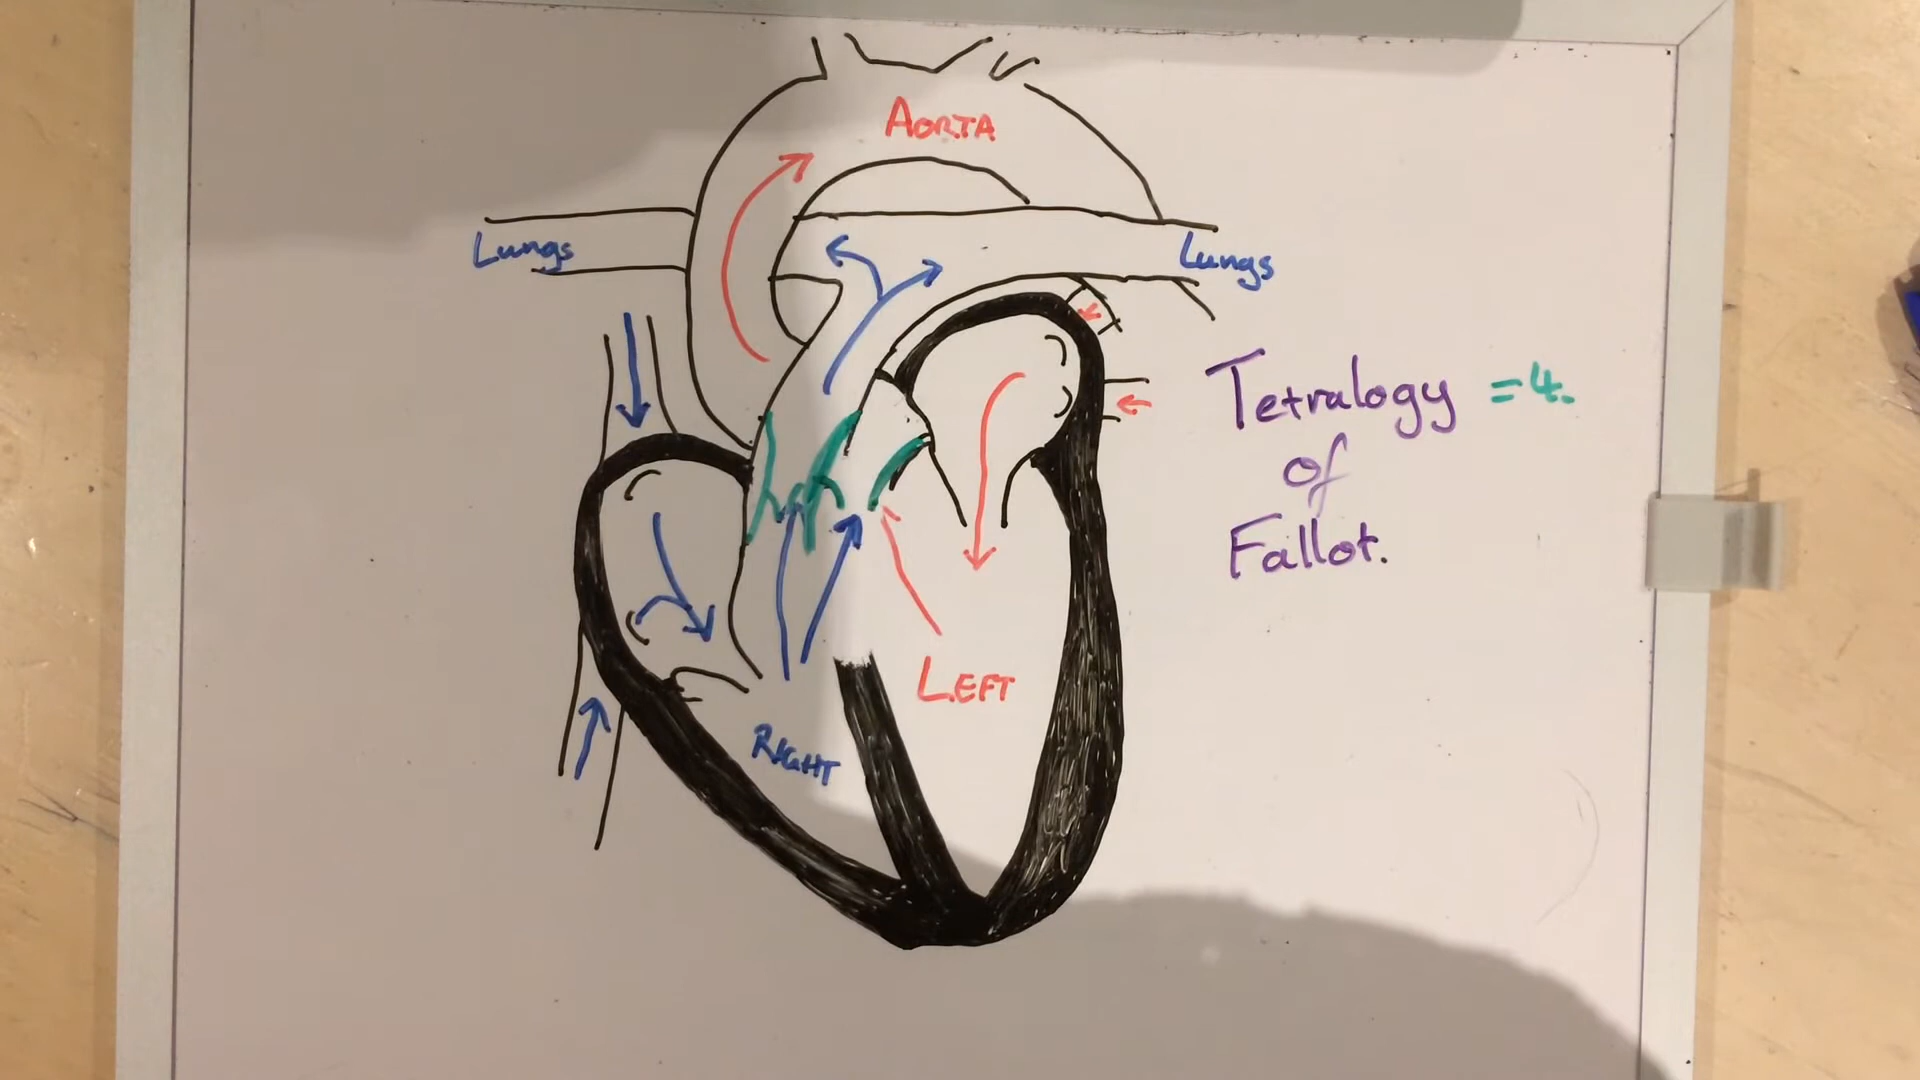 AORTA
Lungs
Lungs
Tetralogy = 4.
of
Fallot.
LEFT
RIGHT